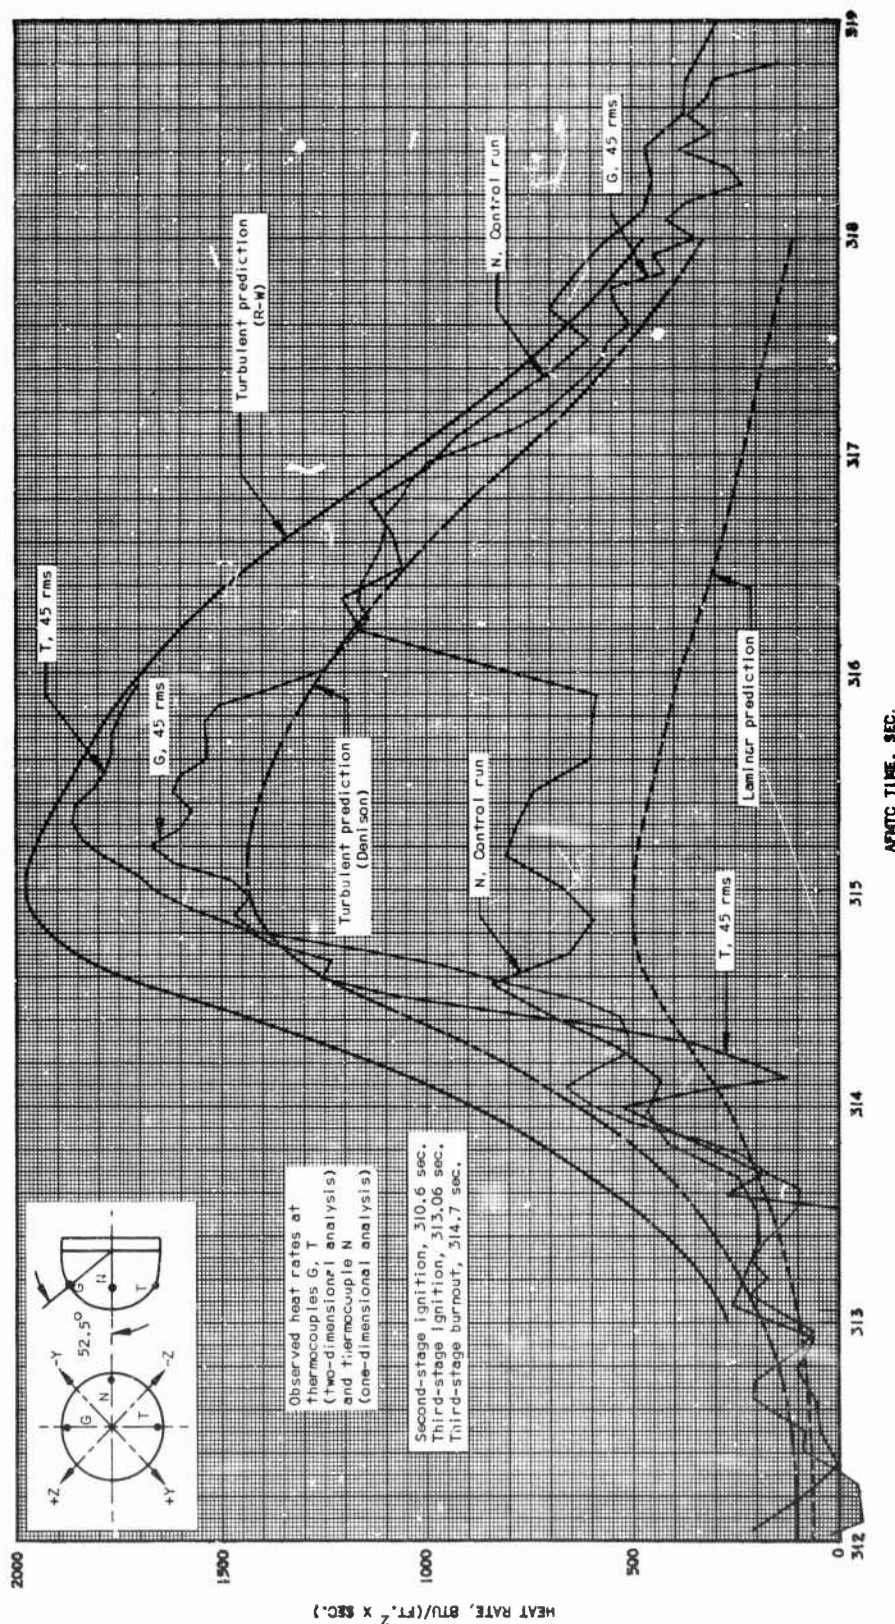 2000
1500
1000
500
0
HEAT RATE, BTU/(FT.² X SEC.)
312
313
314
315
316
317
318
319
AFMTC TIME, SEC.
+Z
-Y
G
N
T
+Y
-Z
52.5°
G
N
T
Observed heat rates at
thermocouples G, T
(two-dimensional analysis)
and thermocouple N
(one-dimensional analysis)
Second-stage ignition, 310.6 sec.
Third-stage ignition, 313.06 sec.
Third-stage burnout, 314.7 sec.
T, 45 rms
G, 45 rms
Turbulent prediction
(Denison)
N, Control run
T, 45 rms
Laminar prediction
Turbulent prediction
(R-W)
N, Control run
G, 45 rms